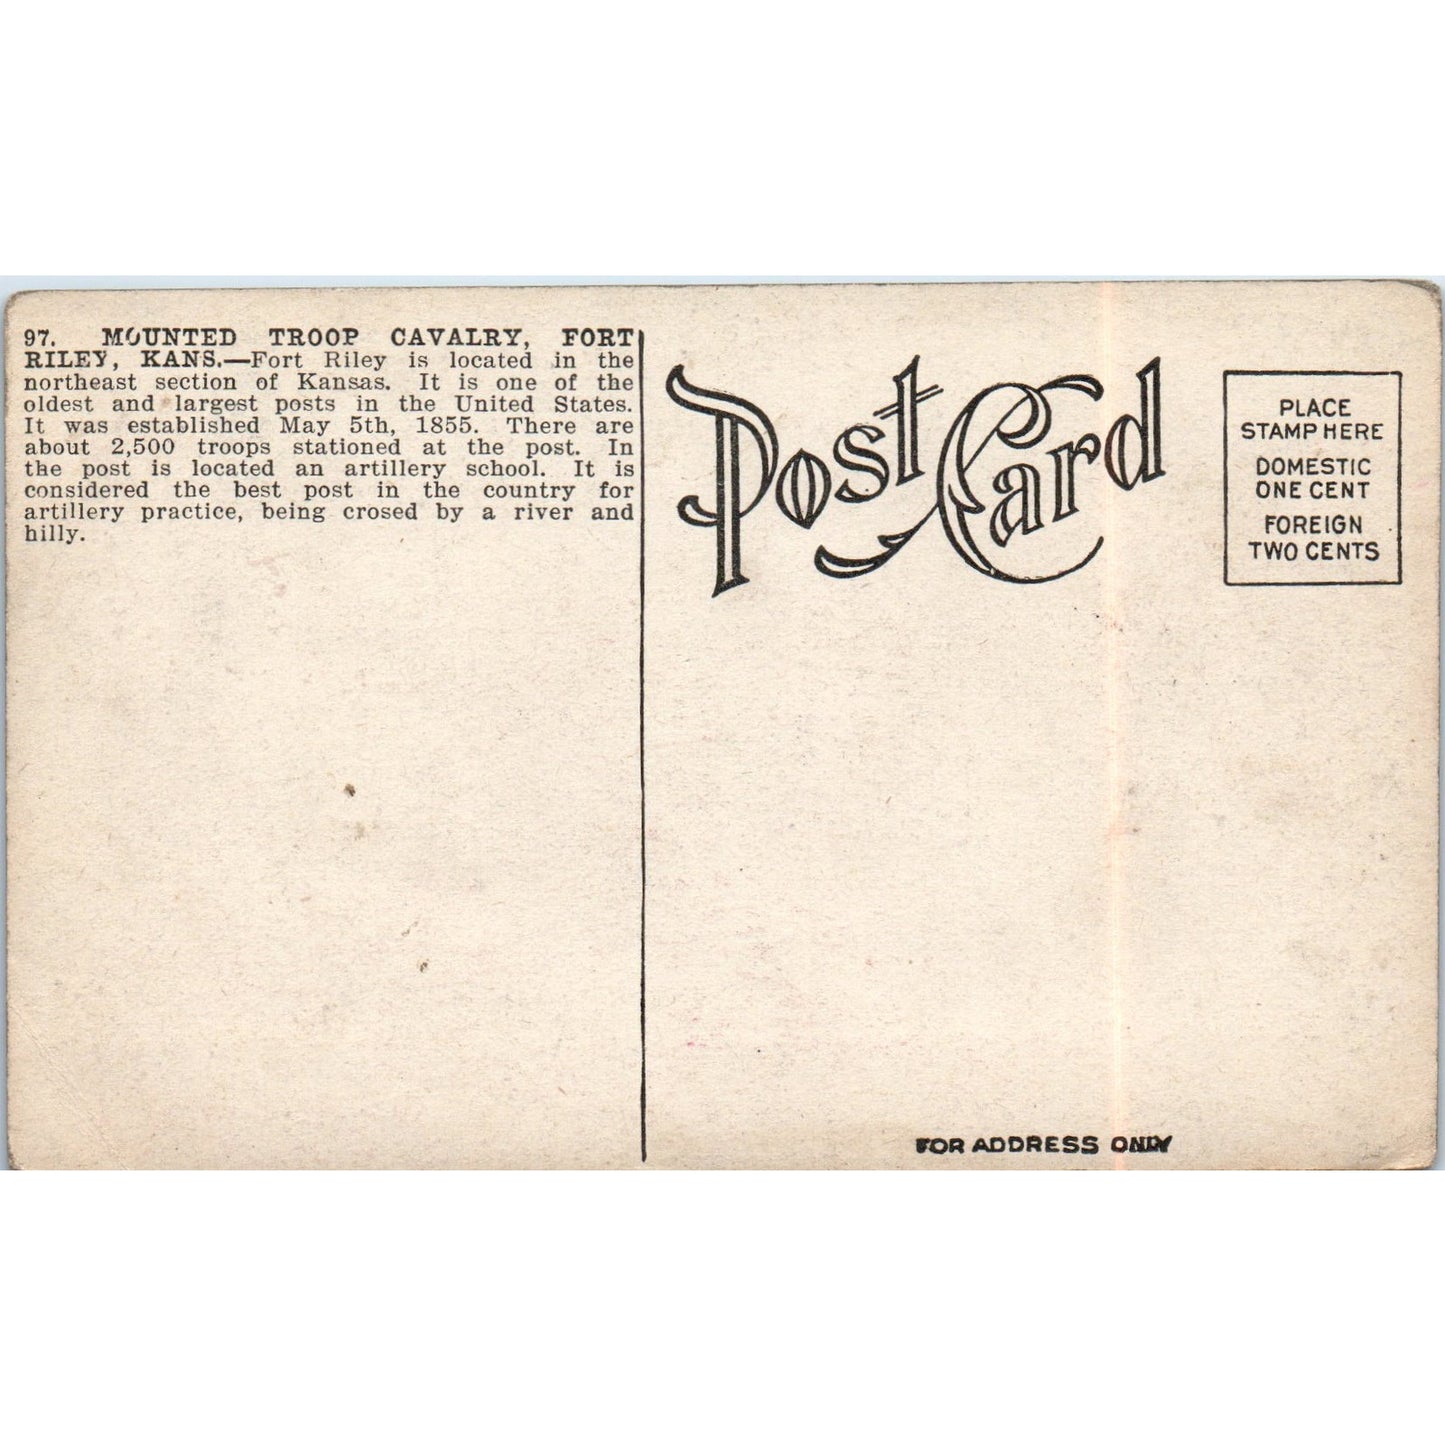 97. MOUNTED TROOP CAVALRY, FORT
RILEY, KANS.—Fort Riley is located in the
northeast section of Kansas. It is one of the
oldest and largest posts in the United States.
It was established May 5th, 1855. There are
about 2,500 troops stationed at the post. In
the post is located an artillery school. It is
considered the best post in the country for
artillery practice, being crosed by a river and
hilly.
Post Card
PLACE
STAMP HERE
DOMESTIC
ONE CENT
FOREIGN
TWO CENTS
FOR ADDRESS ONLY